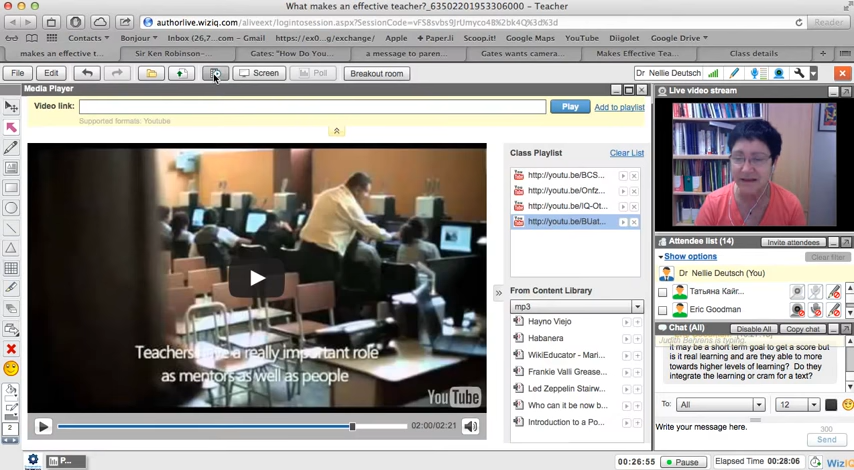 What makes an effective teacher?_63502201953306000 - Teacher
authorlive.wiziq.com/aliveext/logintosession.aspx?SessionCode=vF58svbs9JrUmyco4B%2bk4Q%3d%3d
Reader
Contacts Bonjour Inbox (26,7... com Google https://ex0...g/exchange/ Apple Paper.li Scoop.it! Google Maps YouTube Diigolet Popular
makes an effective t...
Sir Ken Robinson-...
Gates: "How Do You...
a message to paren...
Gates wants camera...
Makes Effective Tea...
Class details
File
Edit
Screen
Poll
Breakout room
Dr Nellie Deutsch
Media Player
Video link:
Play
Add to playlist
Supported formats: Youtube
Class Playlist
Clear List
http://youtu.be/BCS...
http://youtu.be/Onfz...
http://youtu.be/IQ-Ot...
http://youtu.be/BUat...
From Content Library
mp3
Hayno Viejo
Habanera
WikiEducator - Mari...
Frankie Valli Grease...
Led Zeppelin Stairw...
Who can it be now b...
Introduction to a Po...
Teachers have a really important role
as mentors as well as people
YouTube
02:00/02:21
Live video stream
Attendee list (14)
Invite attendees
Show options
Clear filter
Dr Nellie Deutsch (You)
Татьяна Кайг...
Eric Goodman
Chat (All)
Disable All
Copy chat
Judith Behrens is typing.
it may be a short term goal to get a score but
is it real learning and are they able to more
towards higher levels of learning? Do they
integrate the learning or cram for a text?
To:
All
12
Write your message here.
300
Send
2
P...
00:26:55
Pause
Elapsed Time 00:28:06
WiziQ